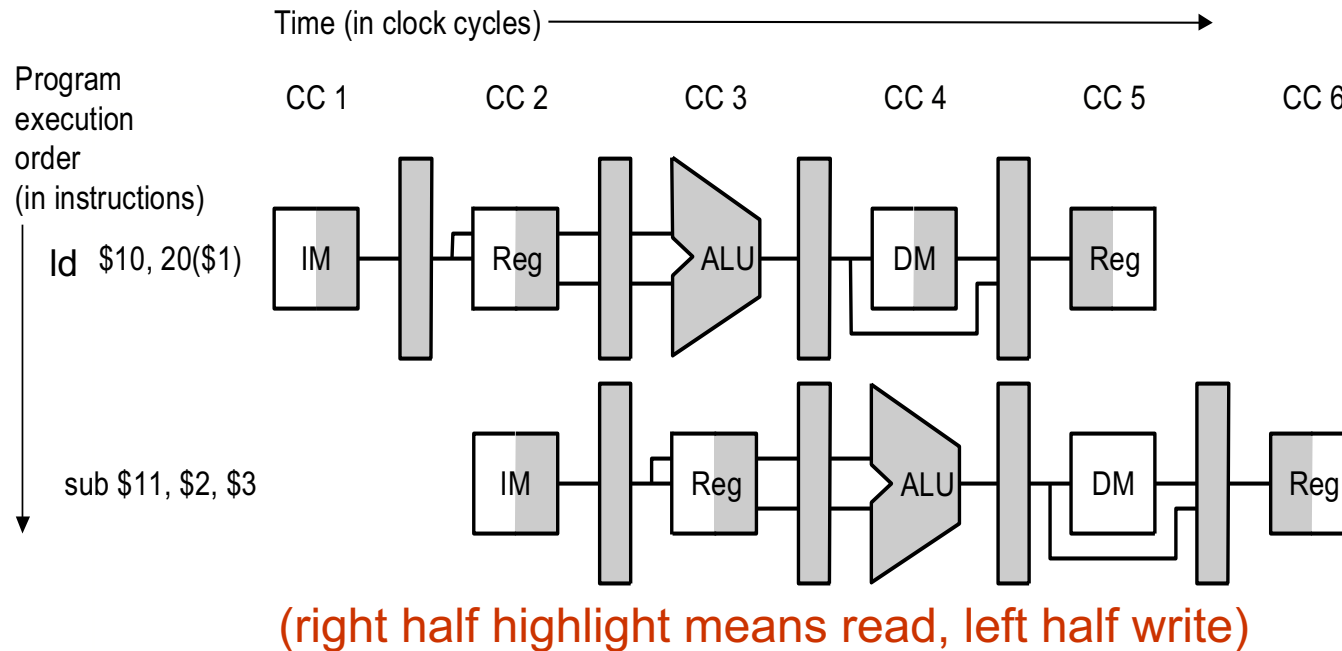 Time (in clock cycles)
Program
execution
order
(in instructions)
CC 1 CC 2 CC 3 CC 4 CC 5 CC 6
ld $10, 20($1) IM Reg ALU DM Reg
sub $11, $2, $3 IM Reg ALU DM Reg
(right half highlight means read, left half write)